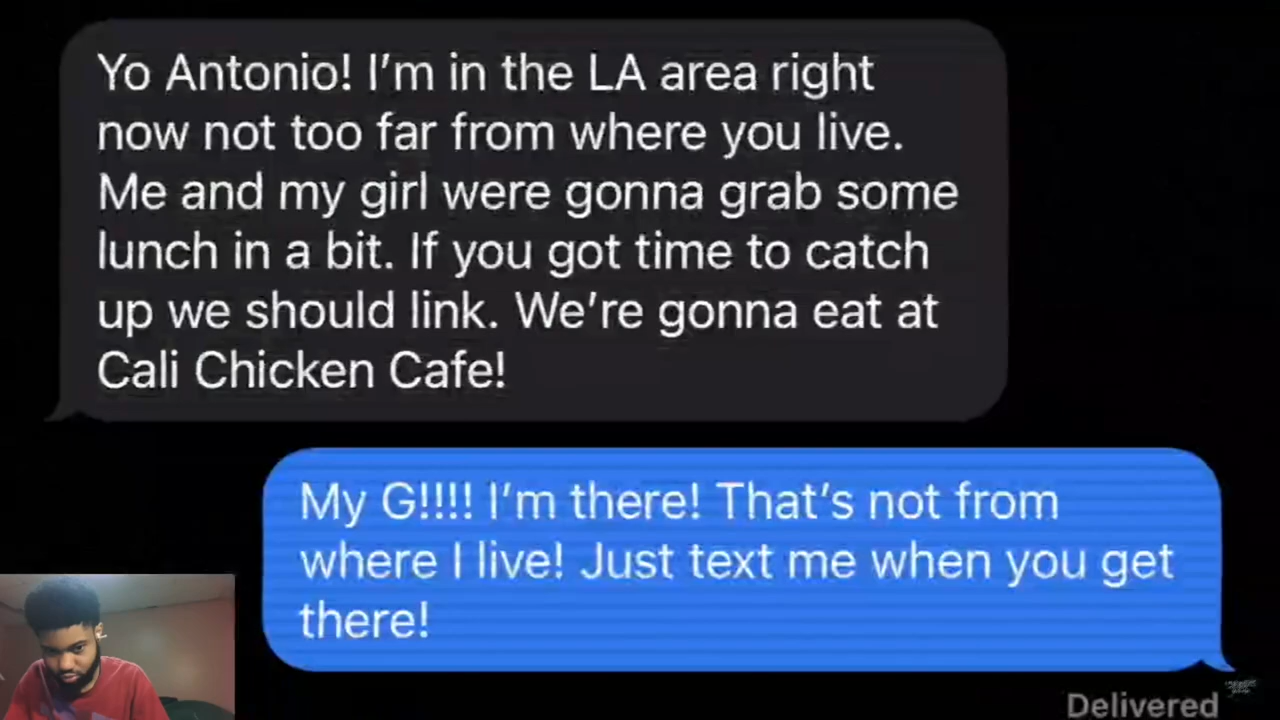 Yo Antonio! I’m in the LA area right
now not too far from where you live.
Me and my girl were gonna grab some
lunch in a bit. If you got time to catch
up we should link. We’re gonna eat at
Cali Chicken Cafe!
My G!!!! I’m there! That’s not from
where I live! Just text me when you get
there!
Delivered